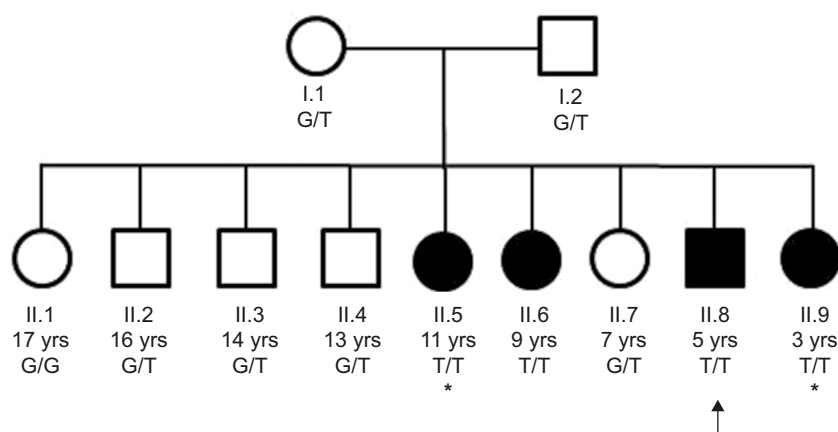 I.1 I.2
G/T G/T
II.1 II.2 II.3 II.4 II.5 II.6 II.7 II.8 II.9
17 yrs 16 yrs 14 yrs 13 yrs 11 yrs 9 yrs 7 yrs 5 yrs 3 yrs
G/G G/T G/T G/T T/T T/T G/T T/T T/T
* *